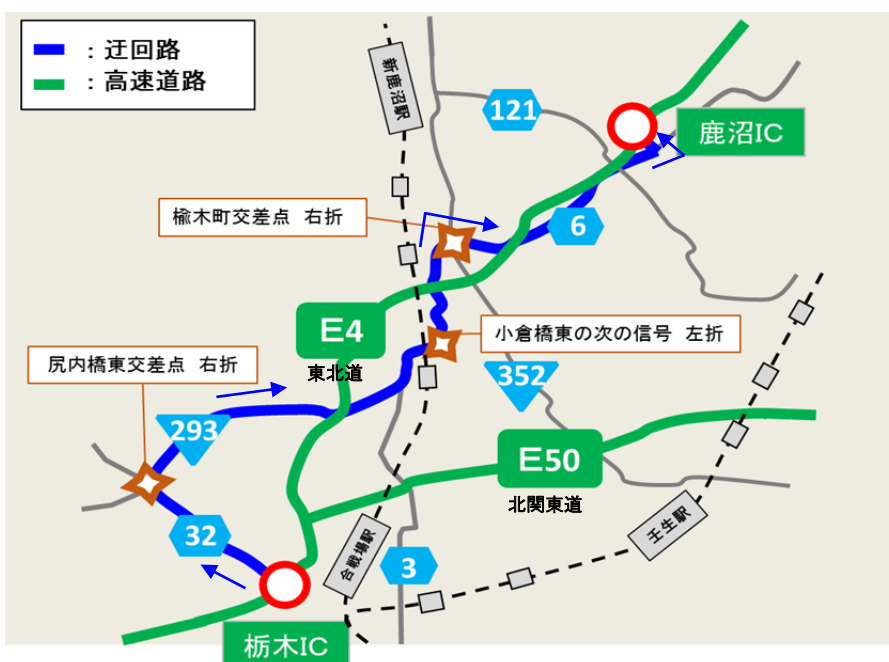 ：迂回路
：高速道路
新鹿沼駅
121
鹿沼IC
楡木町交差点 右折
6
E4
東北道
小倉橋東の次の信号 左折
尻内橋東交差点 右折
352
293
E50
北関東道
32
合戦場駅
3
壬生駅
栃木IC